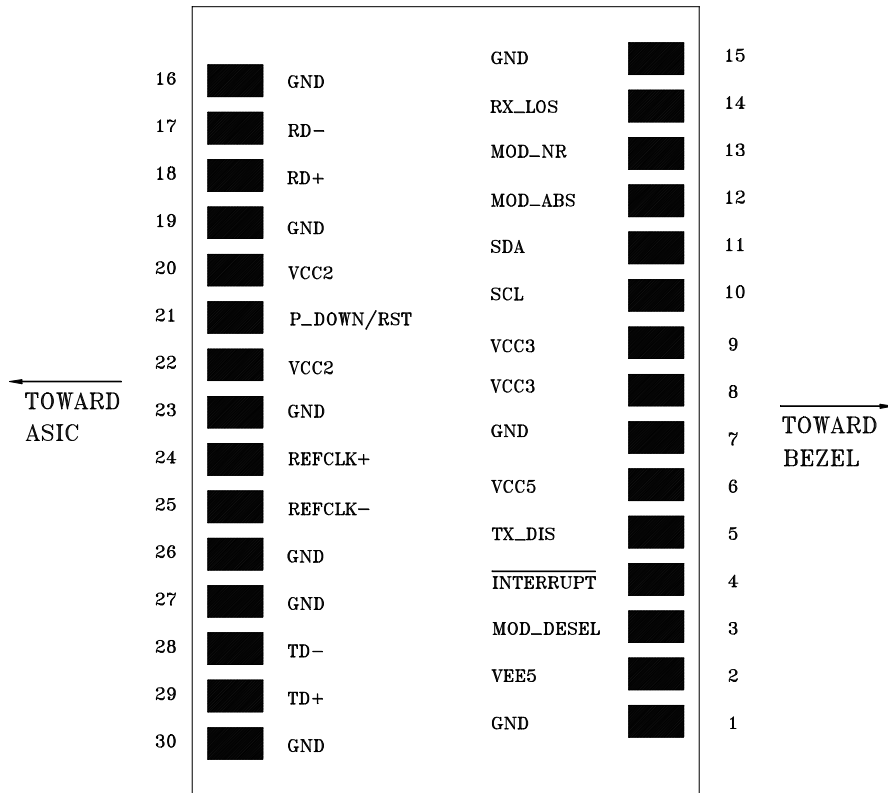 GND 15
16 GND
RX_LOS 14
17 RD-
MOD_NR 13
18 RD+
MOD_ABS 12
19 GND
SDA 11
20 VCC2
SCL 10
21 P_DOWN/RST
VCC3 9
22 VCC2
VCC3 8
TOWARD
ASIC
23 GND
GND 7
TOWARD
BEZEL
24 REFCLK+
VCC5 6
25 REFCLK-
TX_DIS 5
26 GND
INTERRUPT 4
27 GND
MOD_DESEL 3
28 TD-
VEE5 2
29 TD+
GND 1
30 GND